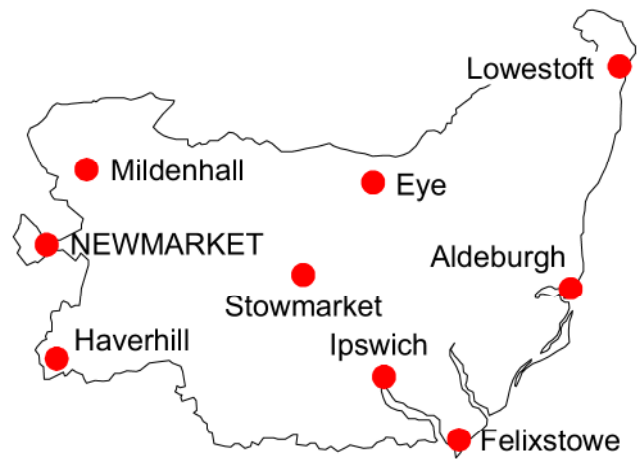 Lowestoft
Mildenhall
Eye
NEWMARKET
Aldeburgh
Stowmarket
Haverhill
Ipswich
Felixstowe